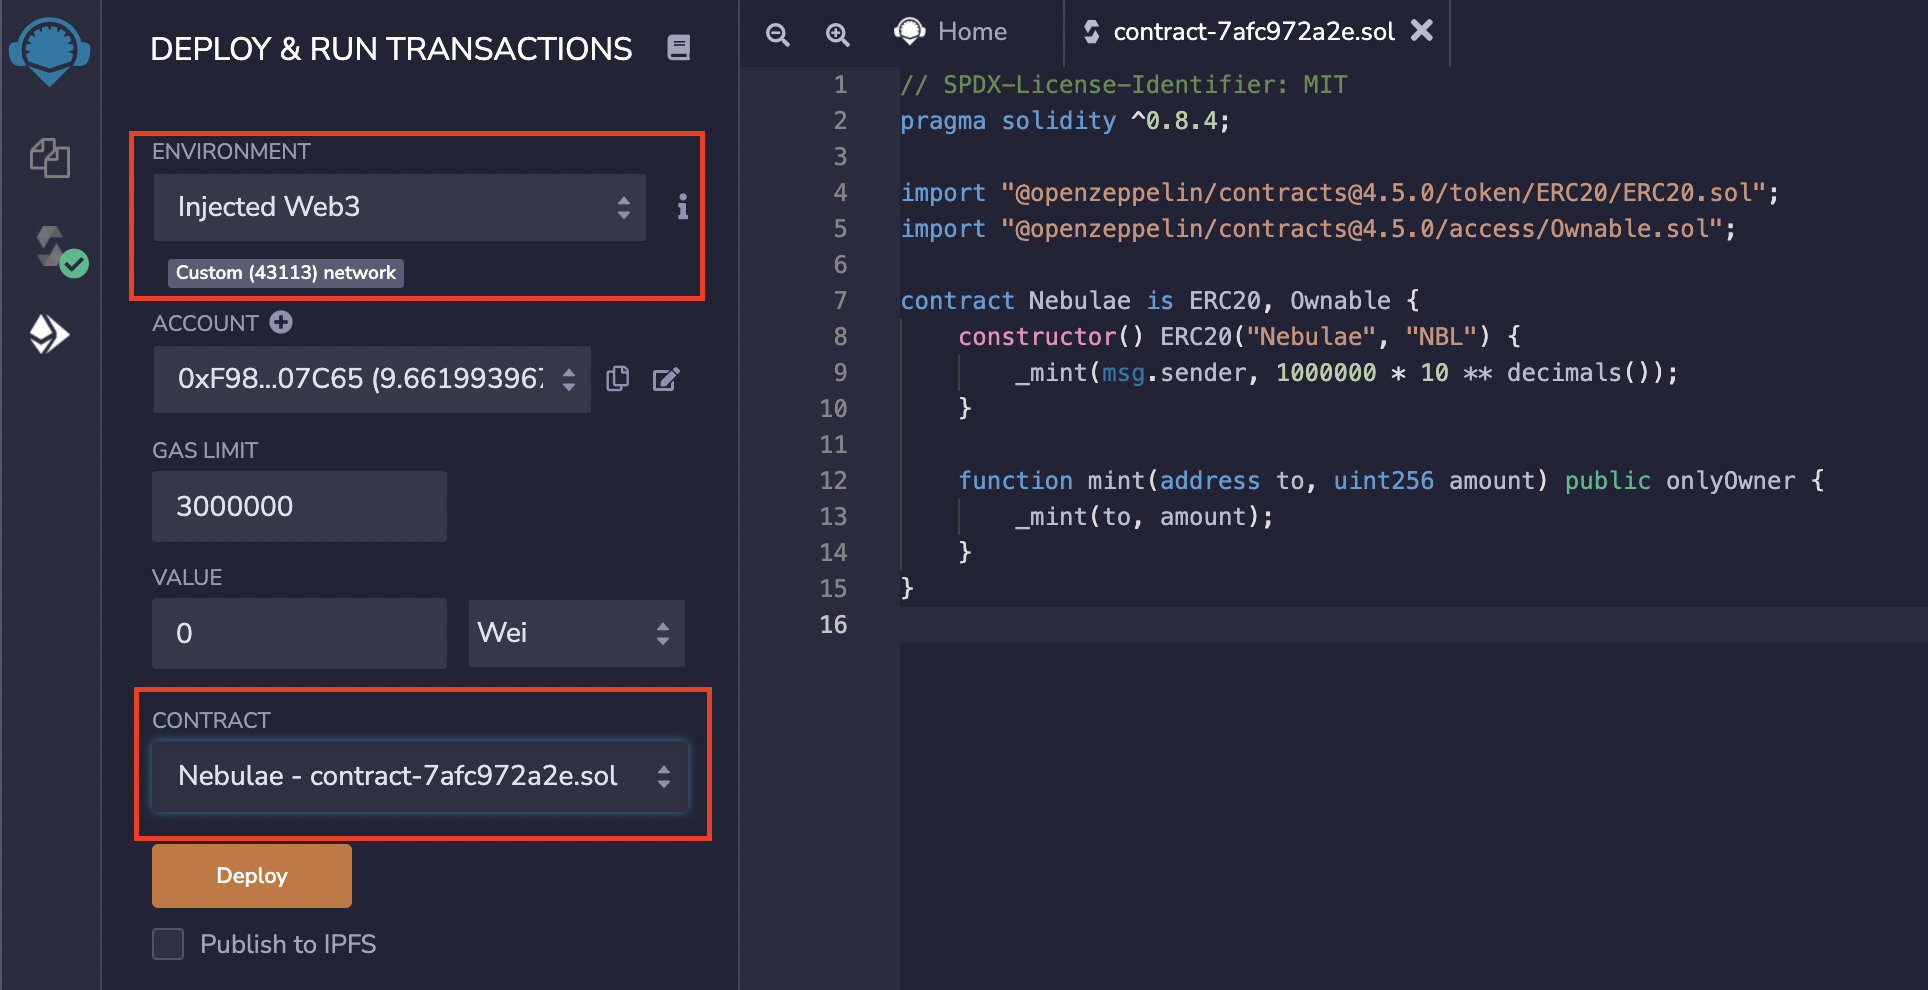 DEPLOY & RUN TRANSACTIONS
ENVIRONMENT
Injected Web3
Custom (43113) network
ACCOUNT
0xF98...07C65 (9.661993967
GAS LIMIT
3000000
VALUE
0
Wei
CONTRACT
Nebulae - contract-7afc972a2e.sol
Deploy
Publish to IPFS
Home
contract-7afc972a2e.sol
1 // SPDX-License-Identifier: MIT
2 pragma solidity ^0.8.4;
3
4 import "@openzeppelin/contracts@4.5.0/token/ERC20/ERC20.sol";
5 import "@openzeppelin/contracts@4.5.0/access/Ownable.sol";
6
7 contract Nebulae is ERC20, Ownable {
8 constructor() ERC20("Nebulae", "NBL") {
9 _mint(msg.sender, 1000000 * 10 ** decimals());
10 }
11
12 function mint(address to, uint256 amount) public onlyOwner {
13 _mint(to, amount);
14 }
15 }
16